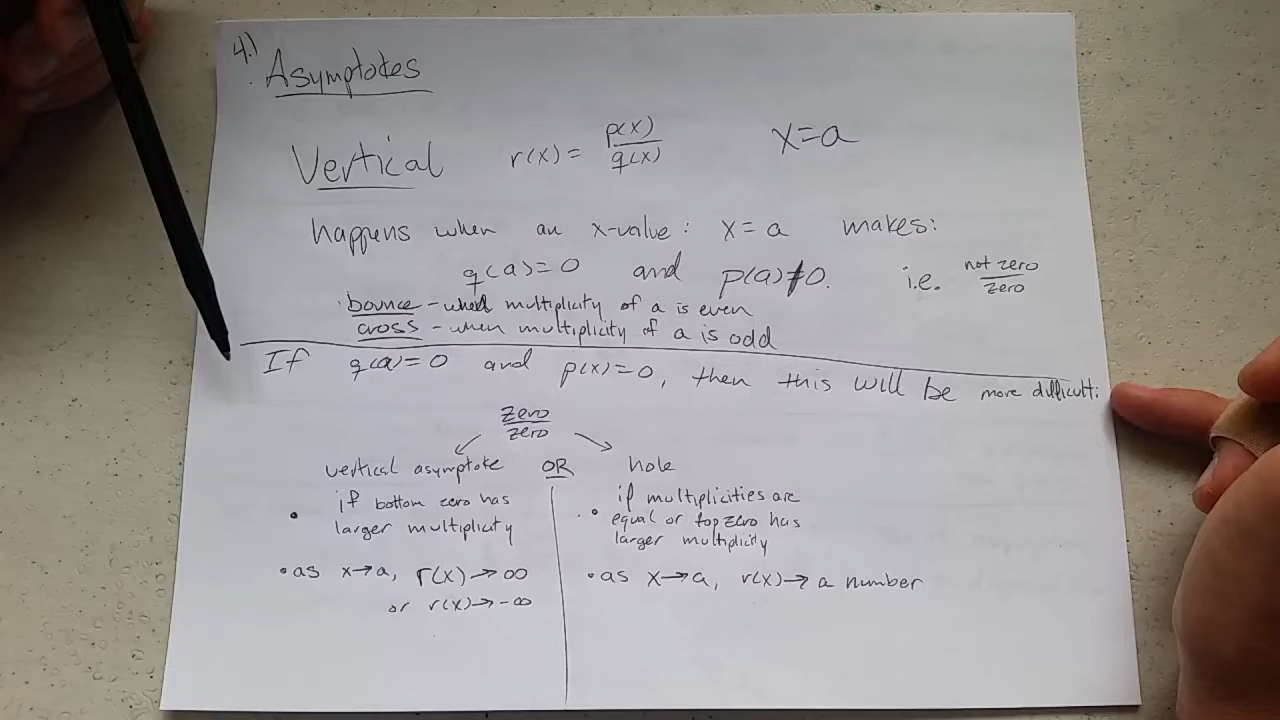 4.)
Asymptotes
Vertical r(x) = p(x)/q(x) x=a
happens when an x-value: x=a makes:
q(a)=0 and p(a)≠0. i.e. not zero/zero
bounce - when multiplicity of a is even
cross - when multiplicity of a is odd
If q(a)=0 and p(x)=0, then this will be more difficult:
zero/zero
vertical asymptote OR hole
• if bottom zero has
larger multiplicity
• as x→a, r(x)→∞
or r(x)→-∞
• if multiplicities are
equal or top zero has
larger multiplicity
• as x→a, r(x)→ a number